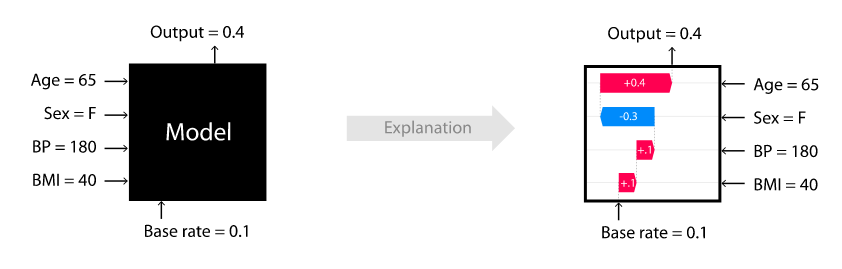 Output = 0.4
Age = 65
Sex = F
BP = 180
BMI = 40
Model
Base rate = 0.1
Explanation
Output = 0.4
+0.4
Age = 65
-0.3
Sex = F
+.1
BP = 180
+.1
BMI = 40
Base rate = 0.1